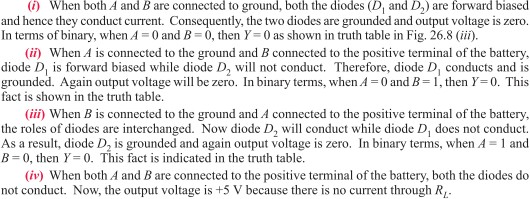 (i) When both A and B are connected to ground, both the diodes (D1 and D2) are forward biased
and hence they conduct current. Consequently, the two diodes are grounded and output voltage is zero.
In terms of binary, when A = 0 and B = 0, then Y = 0 as shown in truth table in Fig. 26.8 (iii).
(ii) When A is connected to the ground and B connected to the positive terminal of the battery,
diode D1 is forward biased while diode D2 will not conduct. Therefore, diode D1 conducts and is
grounded. Again output voltage will be zero. In binary terms, when A = 0 and B = 1, then Y = 0. This
fact is shown in the truth table.
(iii) When B is connected to the ground and A connected to the positive terminal of the battery,
the roles of diodes are interchanged. Now diode D2 will conduct while diode D1 does not conduct.
As a result, diode D2 is grounded and again output voltage is zero. In binary terms, when A = 1 and
B = 0, then Y = 0. This fact is indicated in the truth table.
(iv) When both A and B are connected to the positive terminal of the battery, both the diodes do
not conduct. Now, the output voltage is +5 V because there is no current through RL.